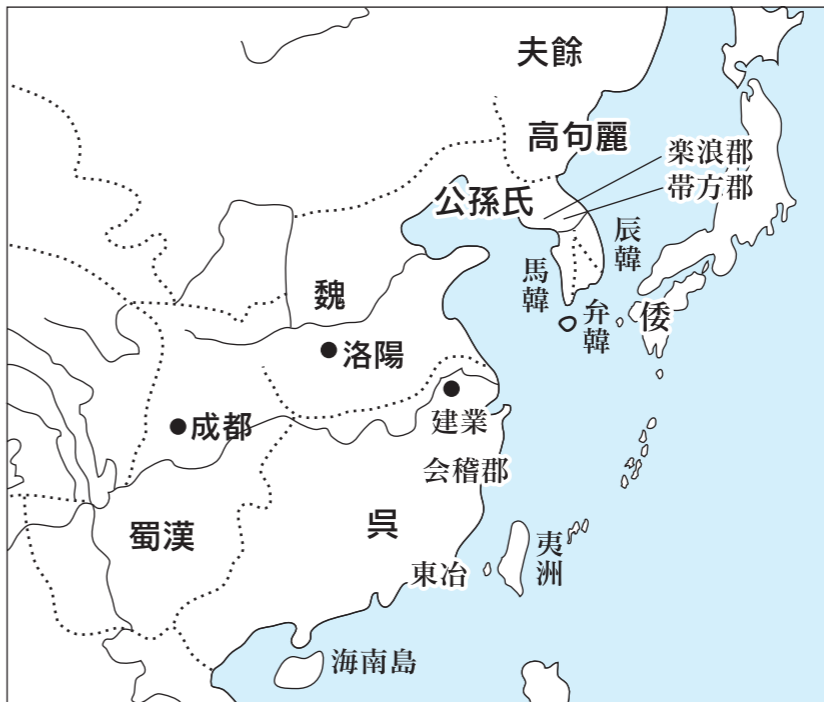 夫餘
高句麗
楽浪郡
帯方郡
公孫氏
辰韓
馬韓
弁韓
倭
魏
洛陽
成都
建業
会稽郡
蜀漢
呉
東冶
夷洲
海南島